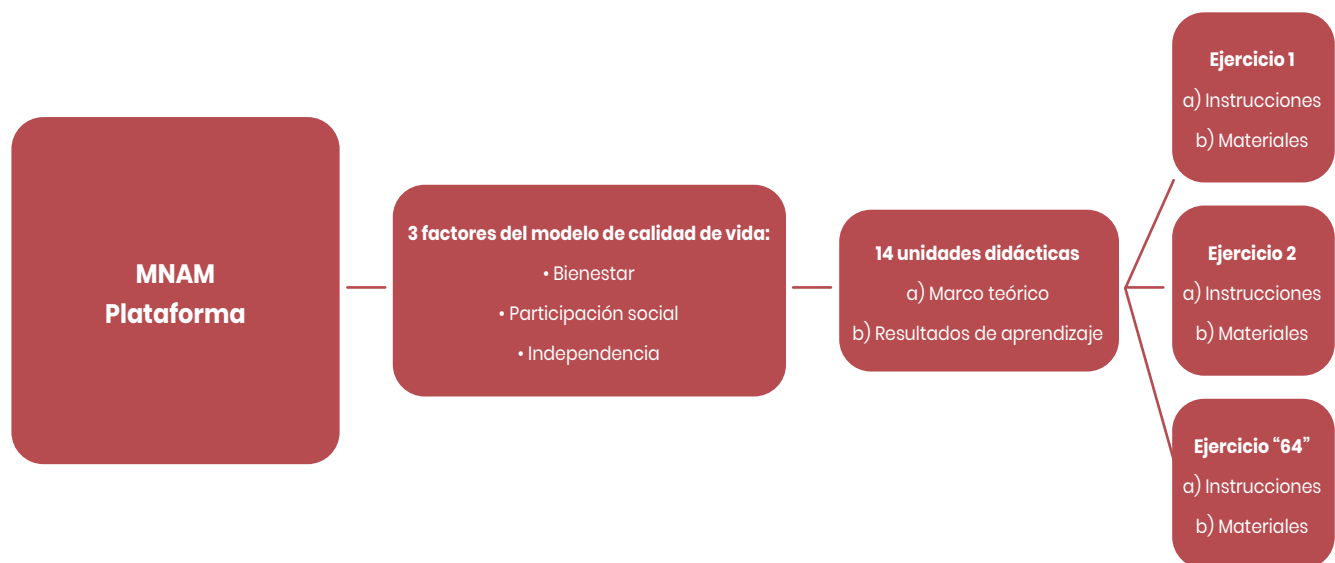 MNAM
Plataforma
3 factores del modelo de calidad de vida:
• Bienestar
• Participación social
• Independencia
14 unidades didácticas
a) Marco teórico
b) Resultados de aprendizaje
Ejercicio 1
a) Instrucciones
b) Materiales
Ejercicio 2
a) Instrucciones
b) Materiales
Ejercicio “64”
a) Instrucciones
b) Materiales